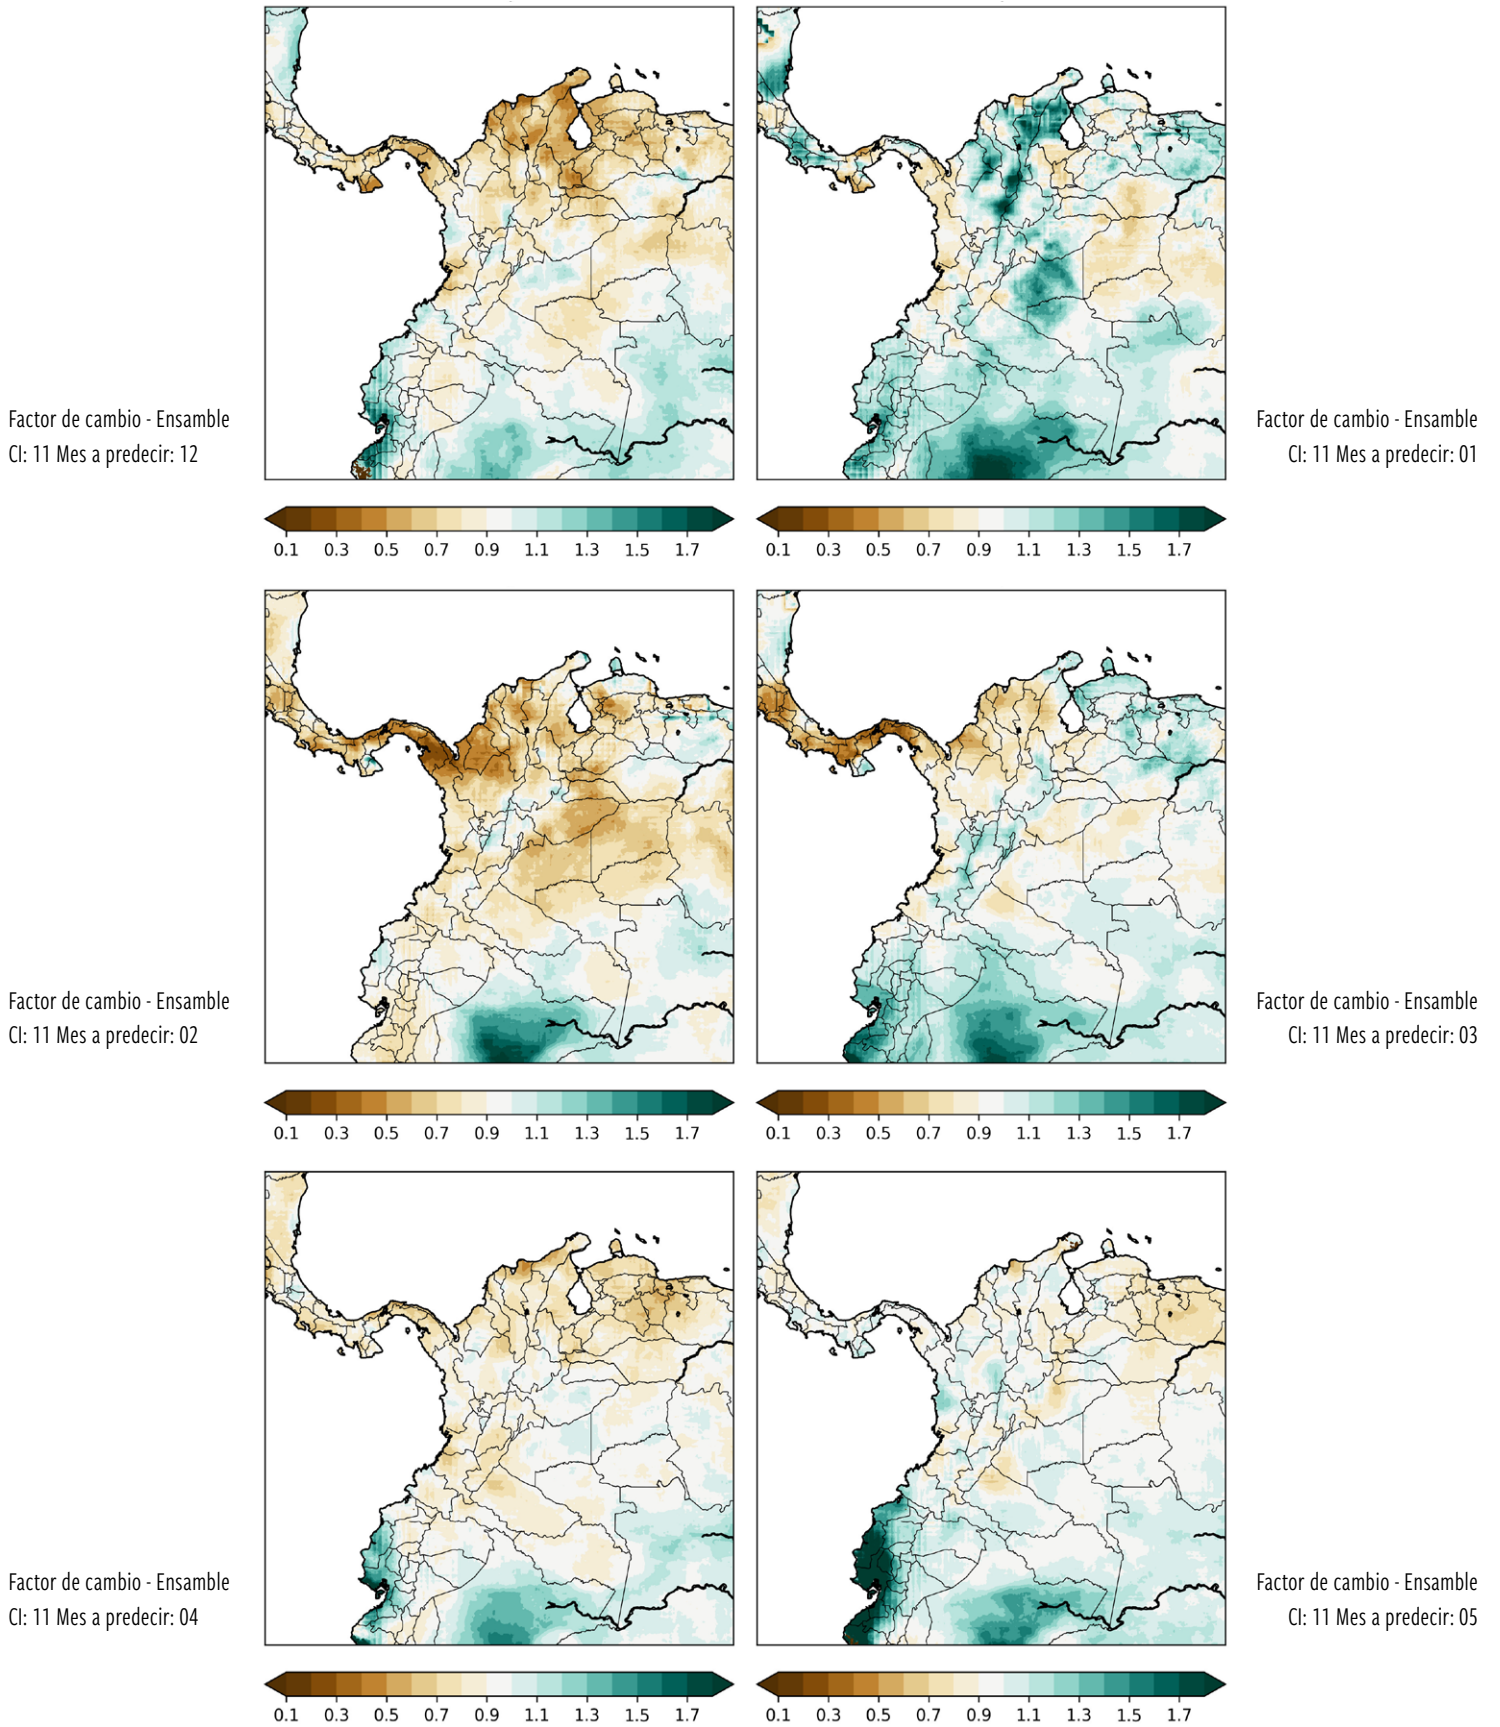 Factor de cambio - Ensamble
CI: 11 Mes a predecir: 12
0.1 0.3 0.5 0.7 0.9 1.1 1.3 1.5 1.7
Factor de cambio - Ensamble
CI: 11 Mes a predecir: 01
0.1 0.3 0.5 0.7 0.9 1.1 1.3 1.5 1.7
Factor de cambio - Ensamble
CI: 11 Mes a predecir: 02
0.1 0.3 0.5 0.7 0.9 1.1 1.3 1.5 1.7
Factor de cambio - Ensamble
CI: 11 Mes a predecir: 03
0.1 0.3 0.5 0.7 0.9 1.1 1.3 1.5 1.7
Factor de cambio - Ensamble
CI: 11 Mes a predecir: 04
0.1 0.3 0.5 0.7 0.9 1.1 1.3 1.5 1.7
Factor de cambio - Ensamble
CI: 11 Mes a predecir: 05
0.1 0.3 0.5 0.7 0.9 1.1 1.3 1.5 1.7